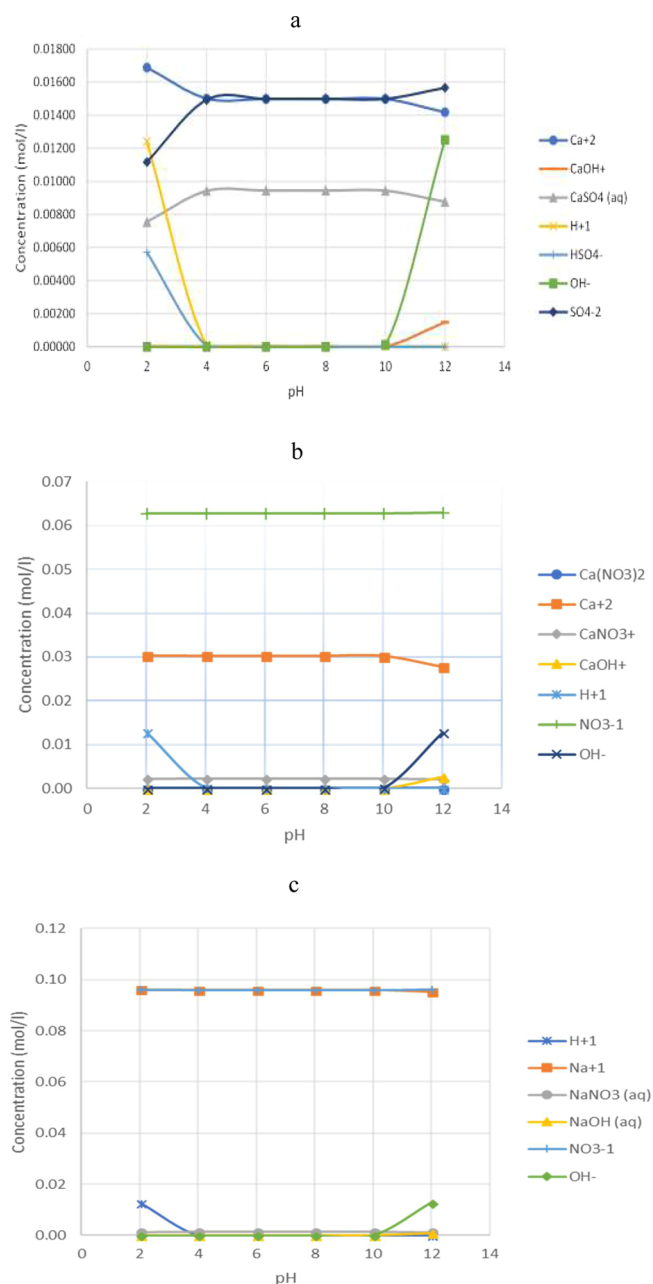 a
0.01800
0.01600
0.01400
0.01200
0.01000
0.00800
0.00600
0.00400
0.00200
0.00000
Concentration (mol/l)
0 2 4 6 8 10 12 14
pH
Ca+2
CaOH+
CaSO4 (aq)
H+1
HSO4-
OH-
SO4-2
b
0.07
0.06
0.05
0.04
0.03
0.02
0.01
0.00
Concentration (mol/l)
0 2 4 6 8 10 12 14
pH
Ca(NO3)2
Ca+2
CaNO3+
CaOH+
H+1
NO3-1
OH-
c
0.12
0.10
0.08
0.06
0.04
0.02
0.00
Concentration (mol/l)
0 2 4 6 8 10 12 14
pH
H+1
Na+1
NaNO3 (aq)
NaOH (aq)
NO3-1
OH-